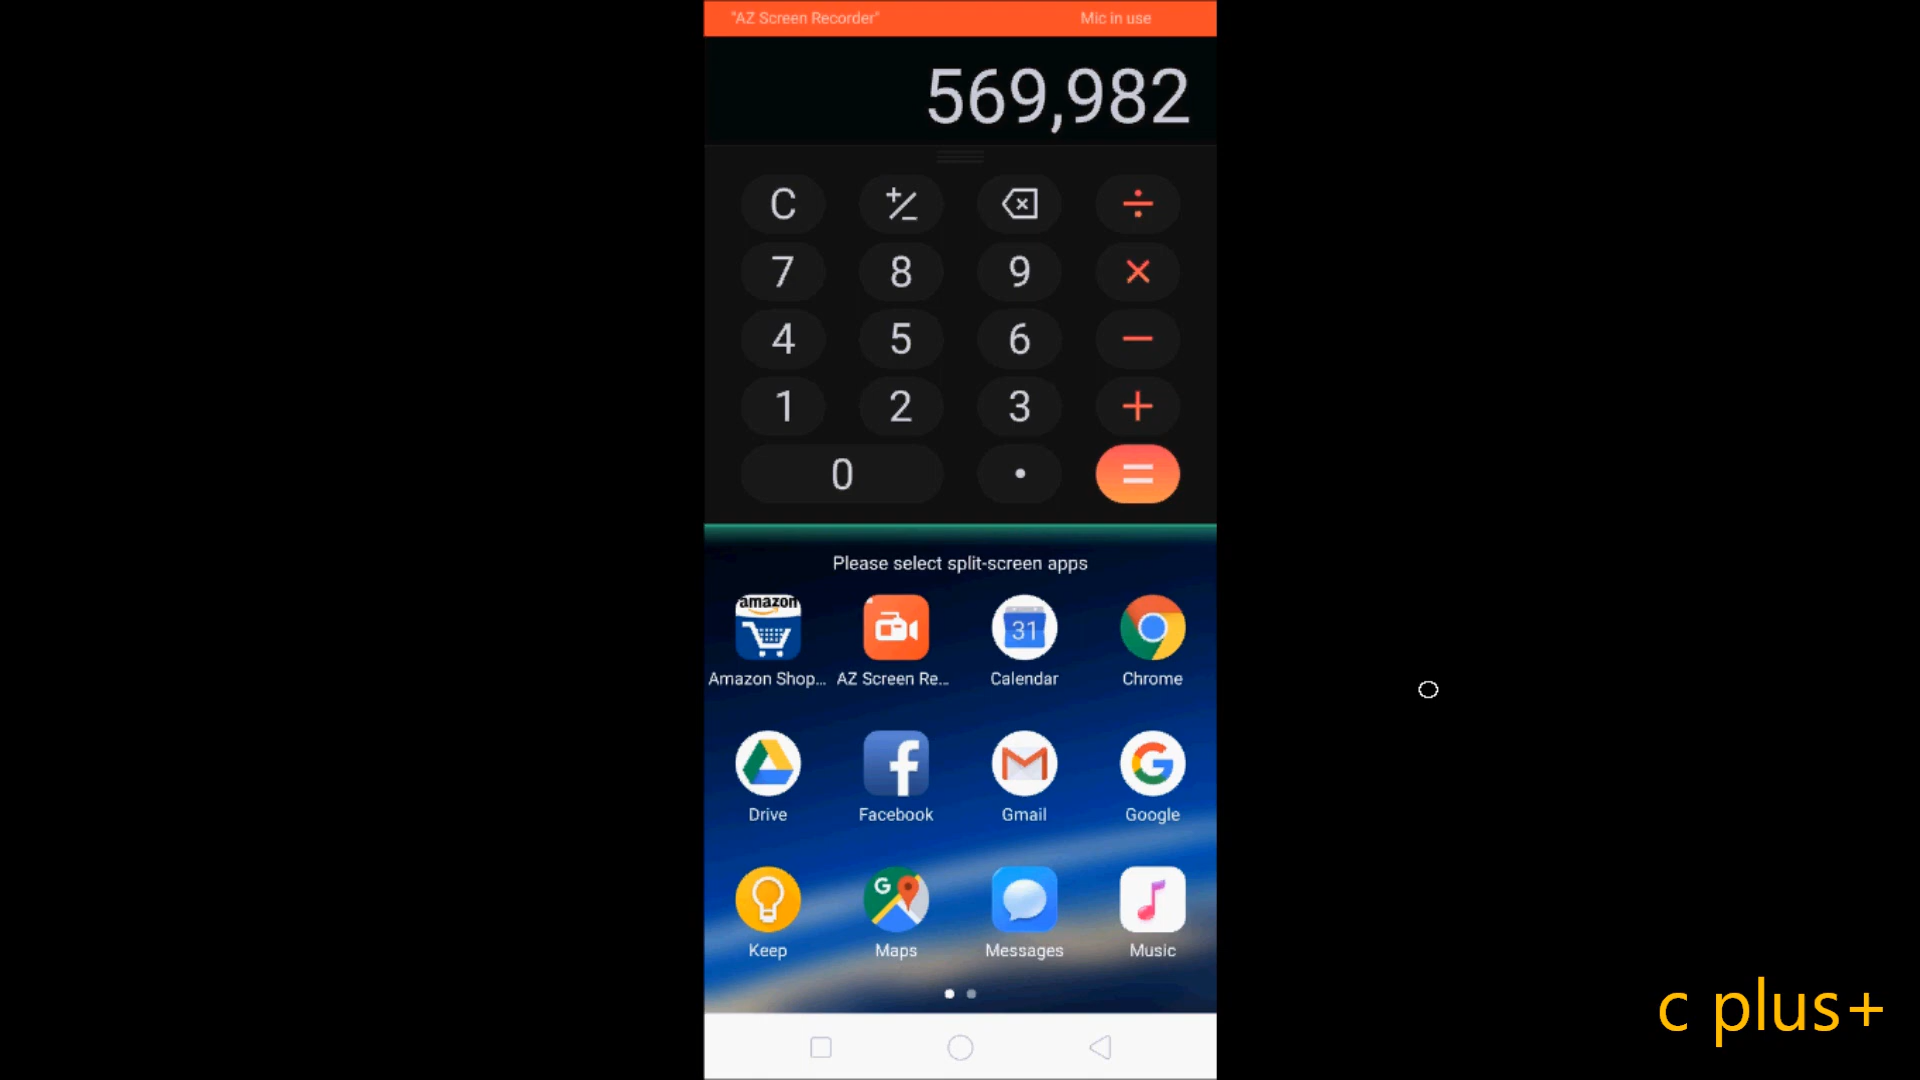 "AZ Screen Recorder" Mic in use
569,982
C +/− ÷
7 8 9 ×
4 5 6 −
1 2 3 +
0 . =
Please select split-screen apps
amazon
31
Amazon Shop... AZ Screen Re... Calendar Chrome
Drive Facebook Gmail Google
G
Keep Maps Messages Music
c plus+